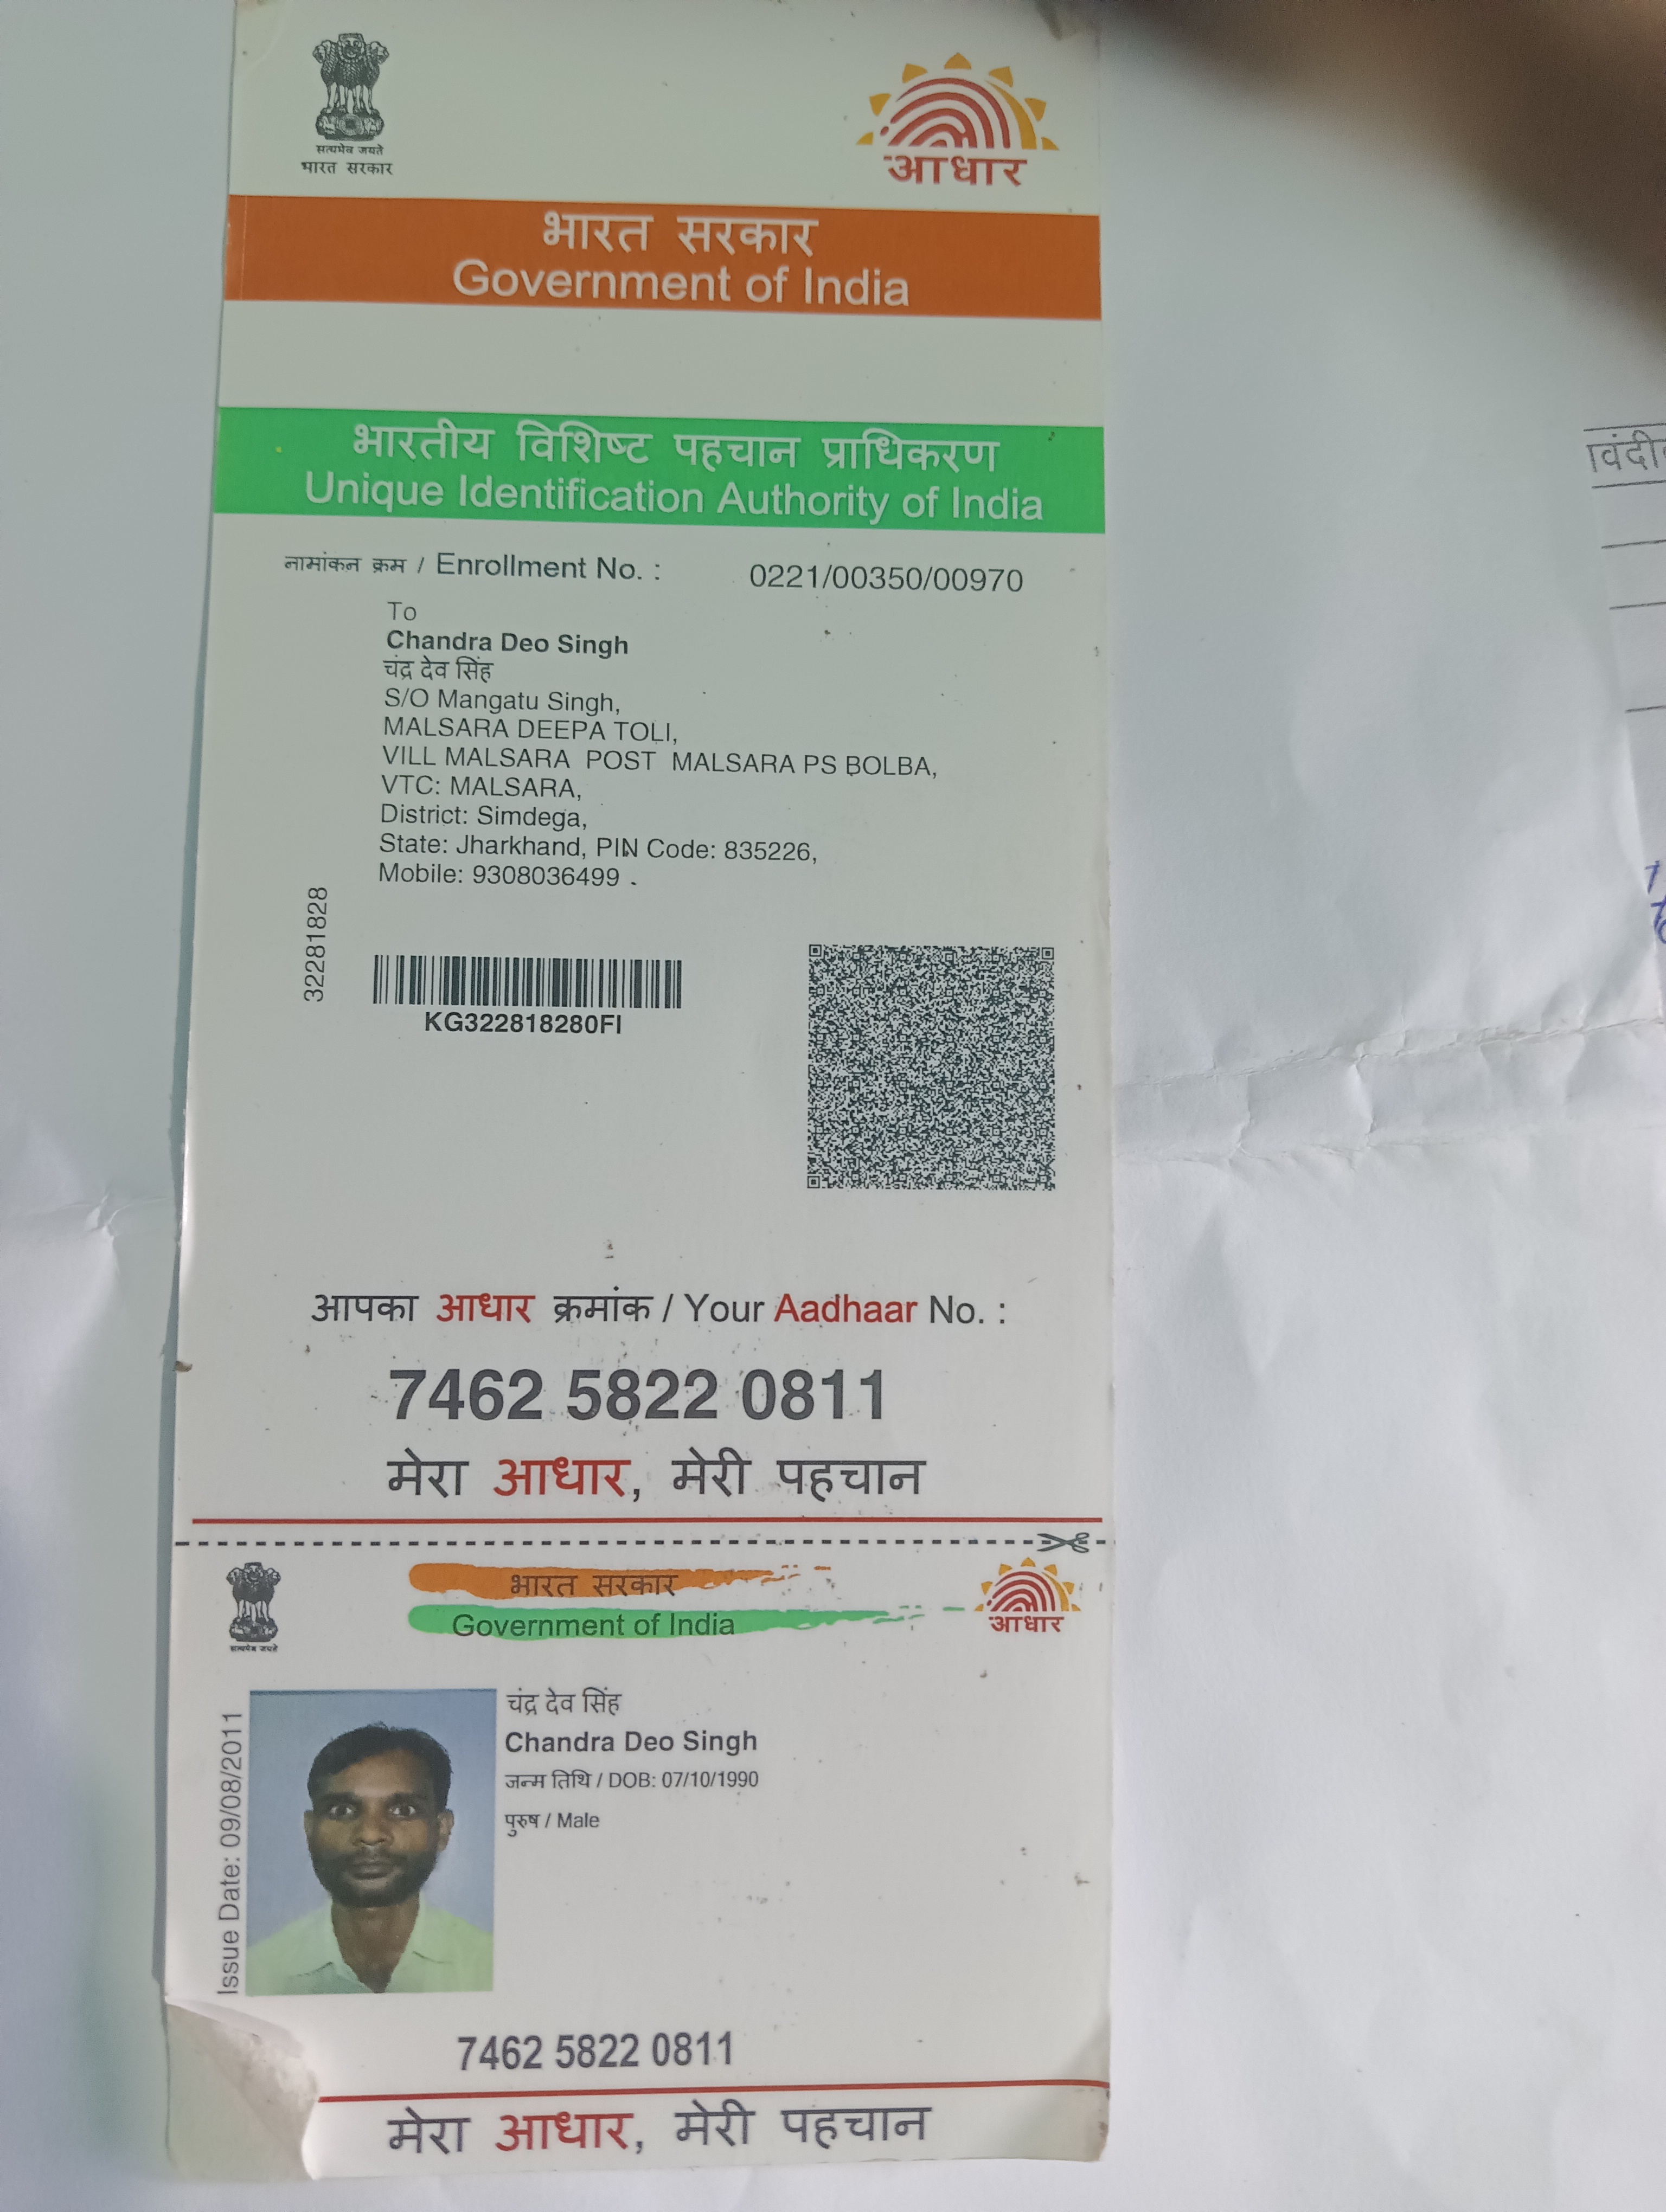 सत्यमेव जयते
भारत सरकार
आधार
भारत सरकार
Government of India
भारतीय विशिष्ट पहचान प्राधिकरण
Unique Identification Authority of India
नामांकन क्रम / Enrollment No. : 0221/00350/00970
To
Chandra Deo Singh
चंद्र देव सिंह
S/O Mangatu Singh,
MALSARA DEEPA TOLI,
VILL MALSARA POST MALSARA PS BOLBA,
VTC: MALSARA,
District: Simdega,
State: Jharkhand, PIN Code: 835226,
Mobile: 9308036499
32281828
KG322818280FI
आपका आधार क्रमांक / Your Aadhaar No. :
7462 5822 0811
मेरा आधार, मेरी पहचान
भारत सरकार
Government of India
सत्यमेव जयते
आधार
Issue Date: 09/08/2011
चंद्र देव सिंह
Chandra Deo Singh
जन्म तिथि / DOB: 07/10/1990
पुरुष / Male
7462 5822 0811
मेरा आधार, मेरी पहचान